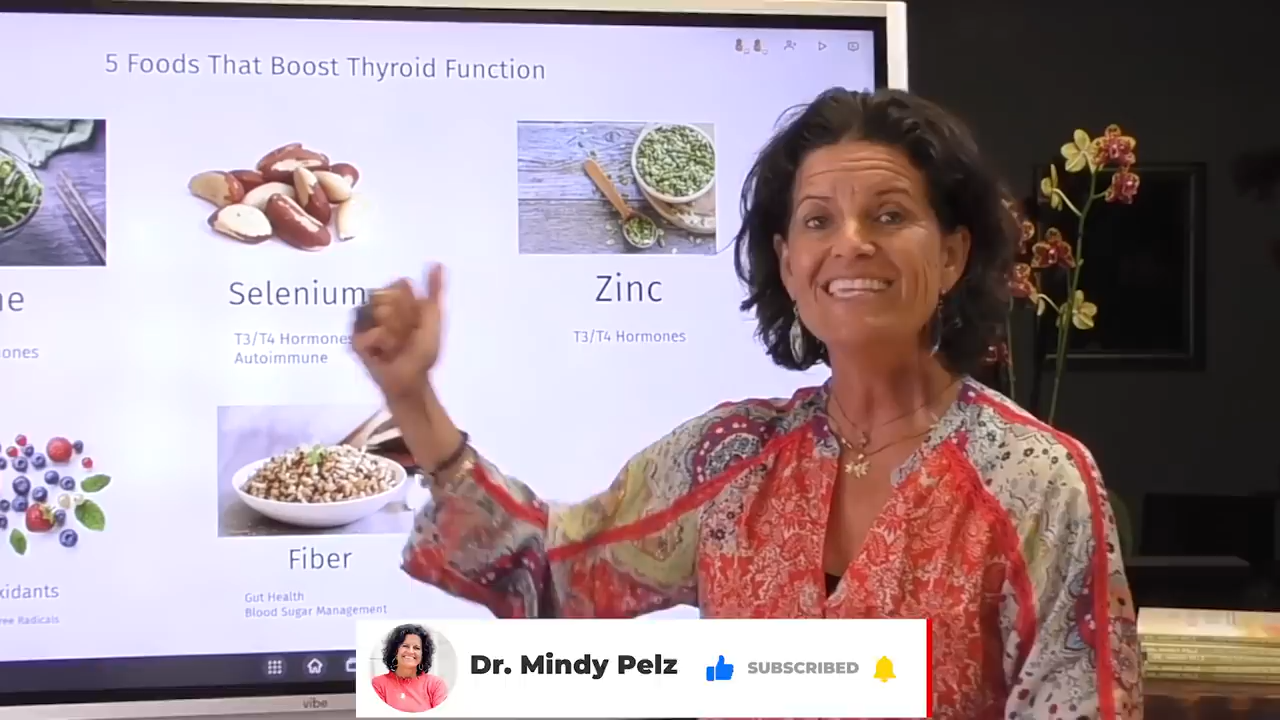 5 Foods That Boost Thyroid Function
Selenium
T3/T4 Hormones
Autoimmune
Zinc
T3/T4 Hormones
Fiber
Gut Health
Blood Sugar Management
Dr. Mindy Pelz
SUBSCRIBED
vibe